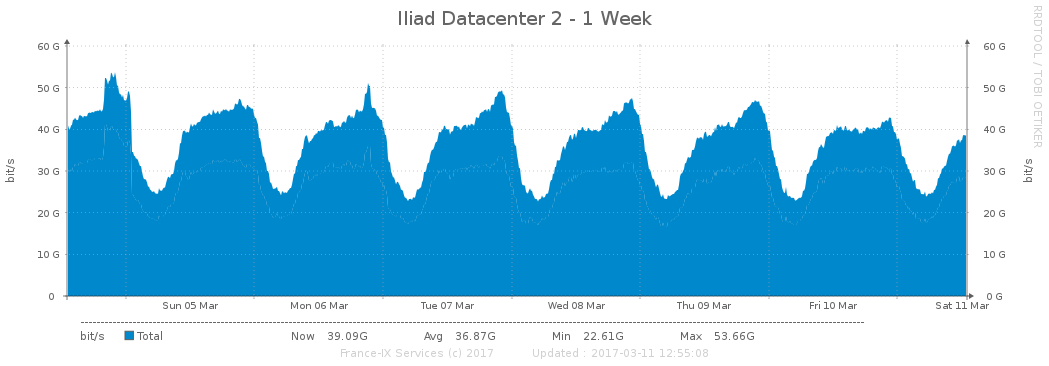 Iliad Datacenter 2 - 1 Week
RRDTOOL / TOBI OETIKER
60 G 60 G
50 G 50 G
40 G 40 G
30 G 30 G
20 G 20 G
10 G 10 G
0 0 G
bit/s bit/s
Sun 05 Mar Mon 06 Mar Tue 07 Mar Wed 08 Mar Thu 09 Mar Fri 10 Mar Sat 11 Mar
bit/s Total Now 39.09G Avg 36.87G Min 22.61G Max 53.66G
France-IX Services (c) 2017 Updated : 2017-03-11 12:55:08